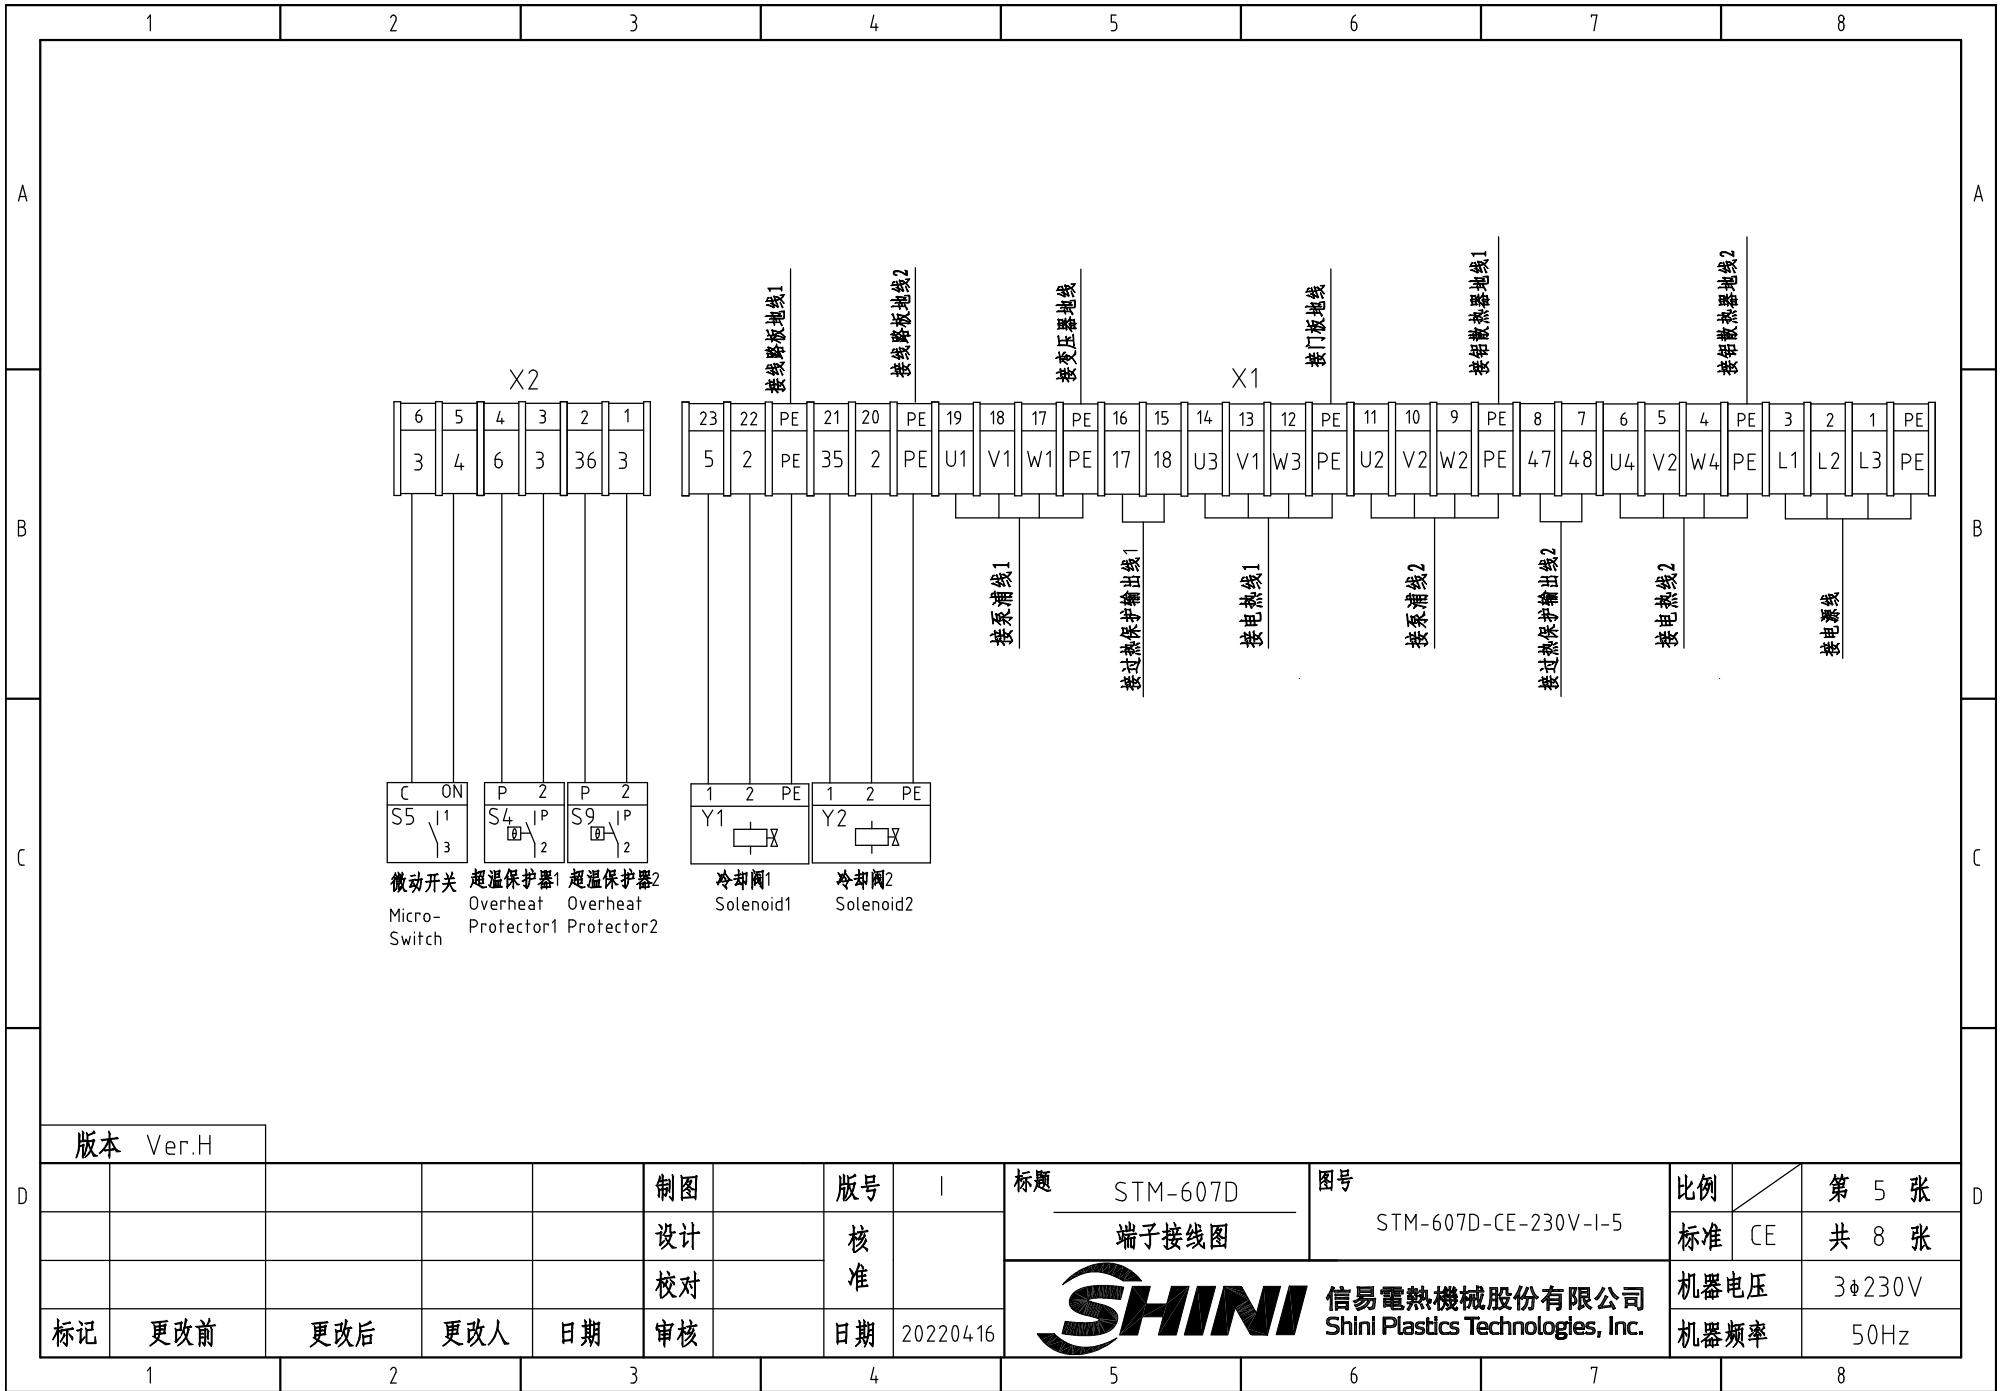 1 2 3 4 5 6 7 8
A A
接线路板地线1
接线路板地线2
接变压器地线
接门板地线
接铝散热器地线1
接铝散热器地线2
X2
X1
6 5 4 3 2 1
3 4 6 3 36 3
23 22 PE 21 20 PE 19 18 17 PE 16 15 14 13 12 PE 11 10 9 PE 8 7 6 5 4 PE 3 2 1 PE
5 2 PE 35 2 PE U1 V1 W1 PE 17 18 U3 V1 W3 PE U2 V2 W2 PE 47 48 U4 V2 W4 PE L1 L2 L3 PE
B B
接泵浦线1
接过热保护输出线1
接电热线1
接泵浦线2
接过热保护输出线2
接电热线2
接电源线
C ON
S5 1
3
P 2
S4 P
θ
2
P 2
S9 P
θ
2
1 2 PE
Y1
1 2 PE
Y2
C C
微动开关
Micro-
Switch
超温保护器1
Overheat
Protector1
超温保护器2
Overheat
Protector2
冷却阀1
Solenoid1
冷却阀2
Solenoid2
版本 Ver.H
D D
制图
设计
校对
审核
版号 I
核
准
日期 20220416
标记 更改前 更改后 更改人 日期
标题
STM-607D
端子接线图
图号
STM-607D-CE-230V-I-5
比例
第 5 张
标准 CE
共 8 张
机器电压 3ϕ230V
机器频率 50Hz
SHINI
信易電熱機械股份有限公司
Shini Plastics Technologies, Inc.
1 2 3 4 5 6 7 8